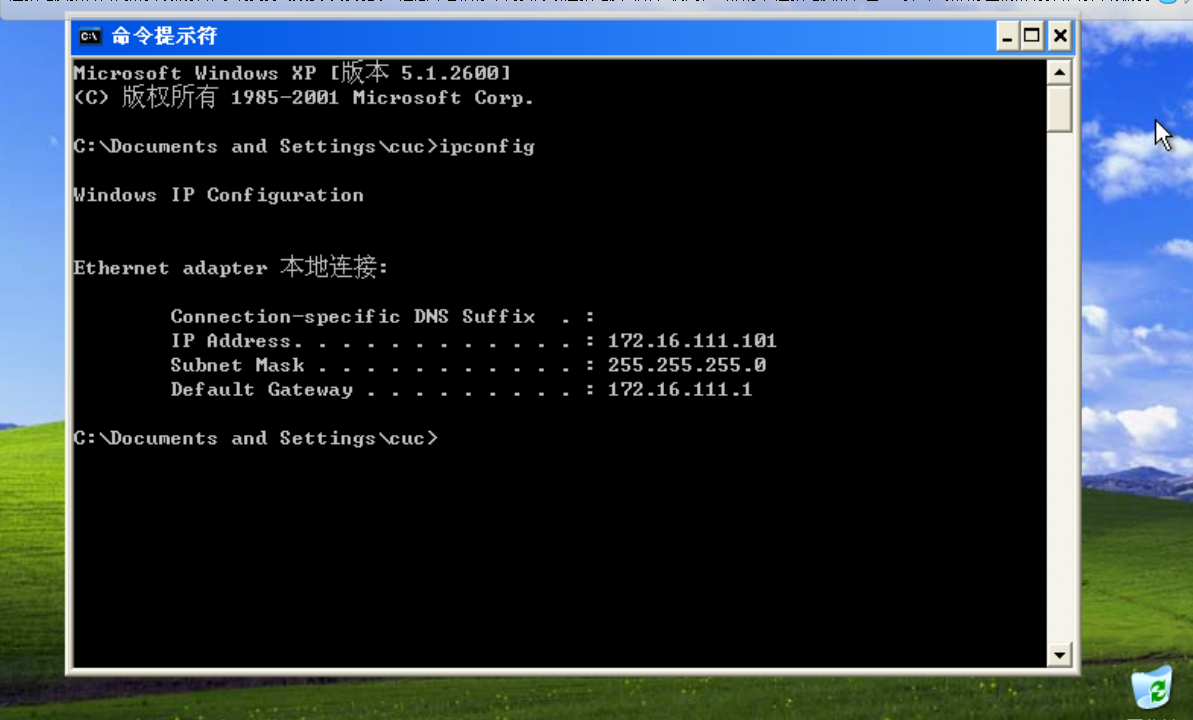 命令提示符
Microsoft Windows XP [版本 5.1.2600]
(C) 版权所有 1985-2001 Microsoft Corp.
C:\Documents and Settings\cuc>ipconfig
Windows IP Configuration
Ethernet adapter 本地连接:
Connection-specific DNS Suffix  . :
IP Address. . . . . . . . . . . . : 172.16.111.101
Subnet Mask . . . . . . . . . . . : 255.255.255.0
Default Gateway . . . . . . . . . : 172.16.111.1
C:\Documents and Settings\cuc>